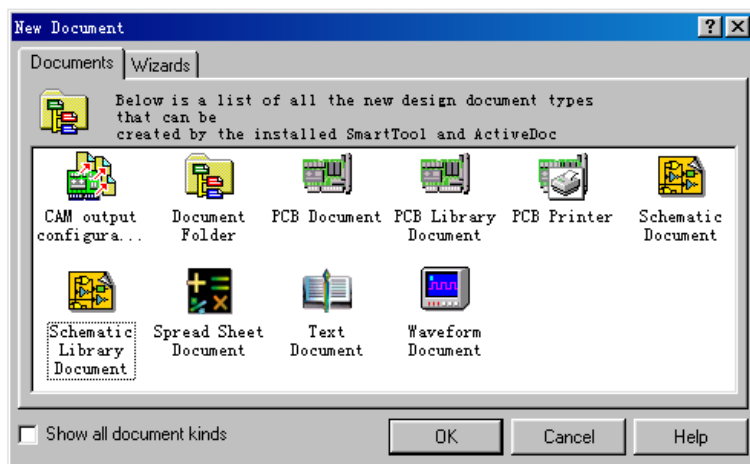 New Document
Documents Wizards
Below is a list of all the new design document types
that can be
created by the installed SmartTool and ActiveDoc
CAM output Document PCB Document PCB Library PCB Printer Schematic
configura... Folder Document Document
Schematic Spread Sheet Text Waveform
Library Document Document Document
Document
Show all document kinds OK Cancel Help